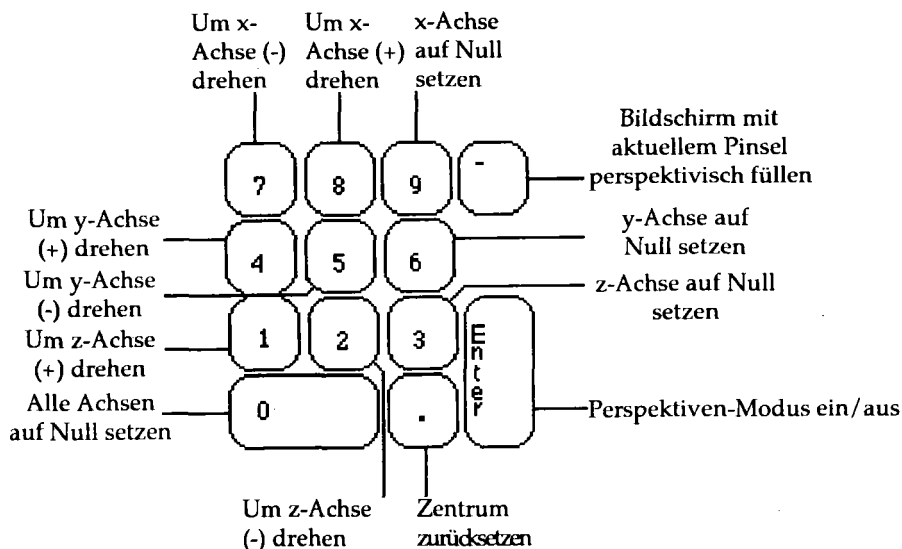 Um x-
Achse (-)
drehen
Um x-
Achse (+)
drehen
x-Achse
auf Null
setzen
Bildschirm mit
aktuellem Pinsel
perspektivisch füllen
7
8
9
-
Um y-Achse
(+) drehen
4
5
6
y-Achse auf
Null setzen
Um y-Achse
(-) drehen
z-Achse auf Null
setzen
Um z-Achse
(+) drehen
1
2
3
Enter
Alle Achsen
auf Null setzen
0
.
Perspektiven-Modus ein/aus
Um z-Achse
(-) drehen
Zentrum
zurücksetzen